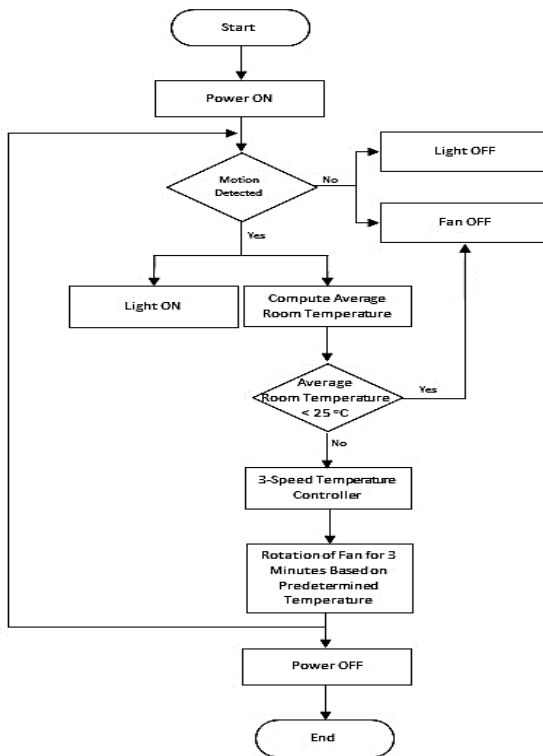 Start
Power ON
Motion
Detected
No
Light OFF
Fan OFF
Yes
Light ON
Compute Average
Room Temperature
Average
Room Temperature
< 25 °C
Yes
No
3-Speed Temperature
Controller
Rotation of Fan for 3
Minutes Based on
Predetermined
Temperature
Power OFF
End